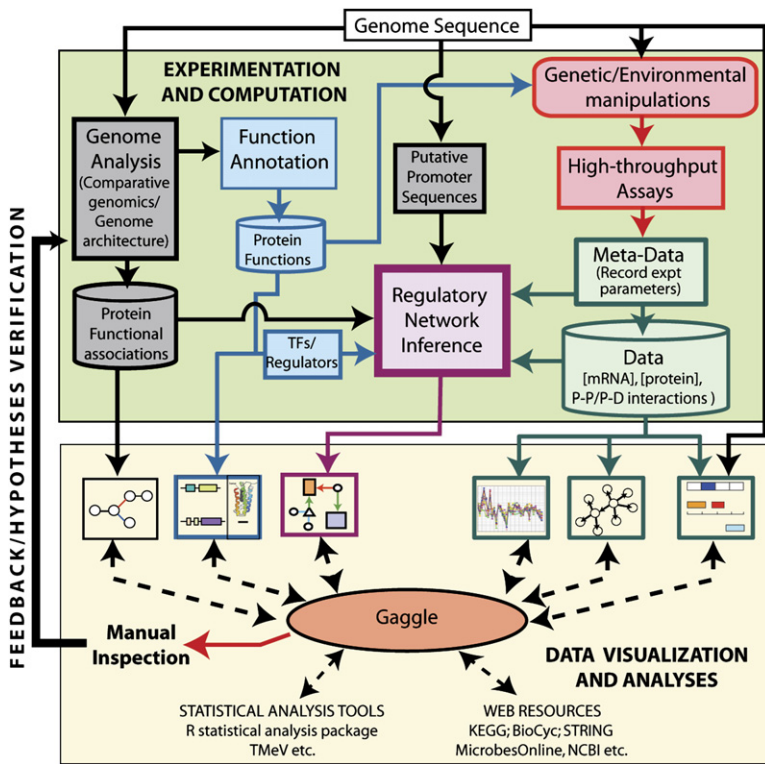 Genome Sequence
EXPERIMENTATION
AND COMPUTATION
Genetic/Environmental
manipulations
Genome
Analysis
(Comparative
genomics/
Genome
architecture)
Function
Annotation
Putative
Promoter
Sequences
High-throughput
Assays
Protein
Functions
Meta-Data
(Record expt
parameters)
Regulatory
Network
Inference
Protein
Functional
associations
TFs/
Regulators
Data
[mRNA], [protein],
P-P/P-D interactions )
FEEDBACK/HYPOTHESES VERIFICATION
Gaggle
Manual
Inspection
DATA VISUALIZATION
AND ANALYSES
STATISTICAL ANALYSIS TOOLS
R statistical analysis package
TMeV etc.
WEB RESOURCES
KEGG; BioCyc; STRING
MicrobesOnline, NCBI etc.